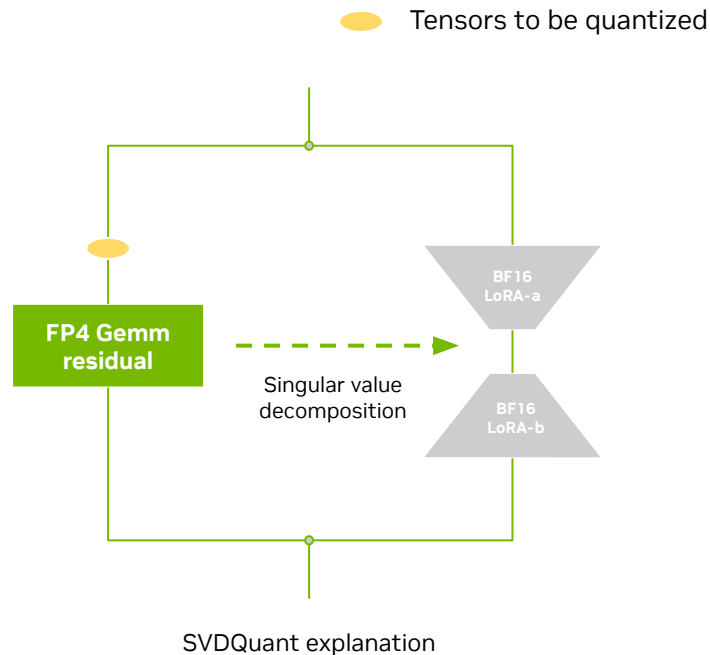 Tensors to be quantized
BF16
LoRA-a
FP4 Gemm
residual
Singular value
decomposition
BF16
LoRA-b
SVDQuant explanation